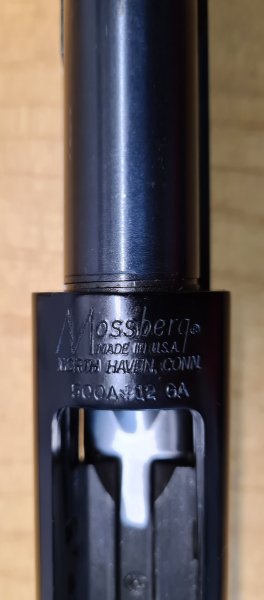 Mossberg®
MADE IN U.S.A.
NORTH HAVEN, CONN.
500A 12 GA